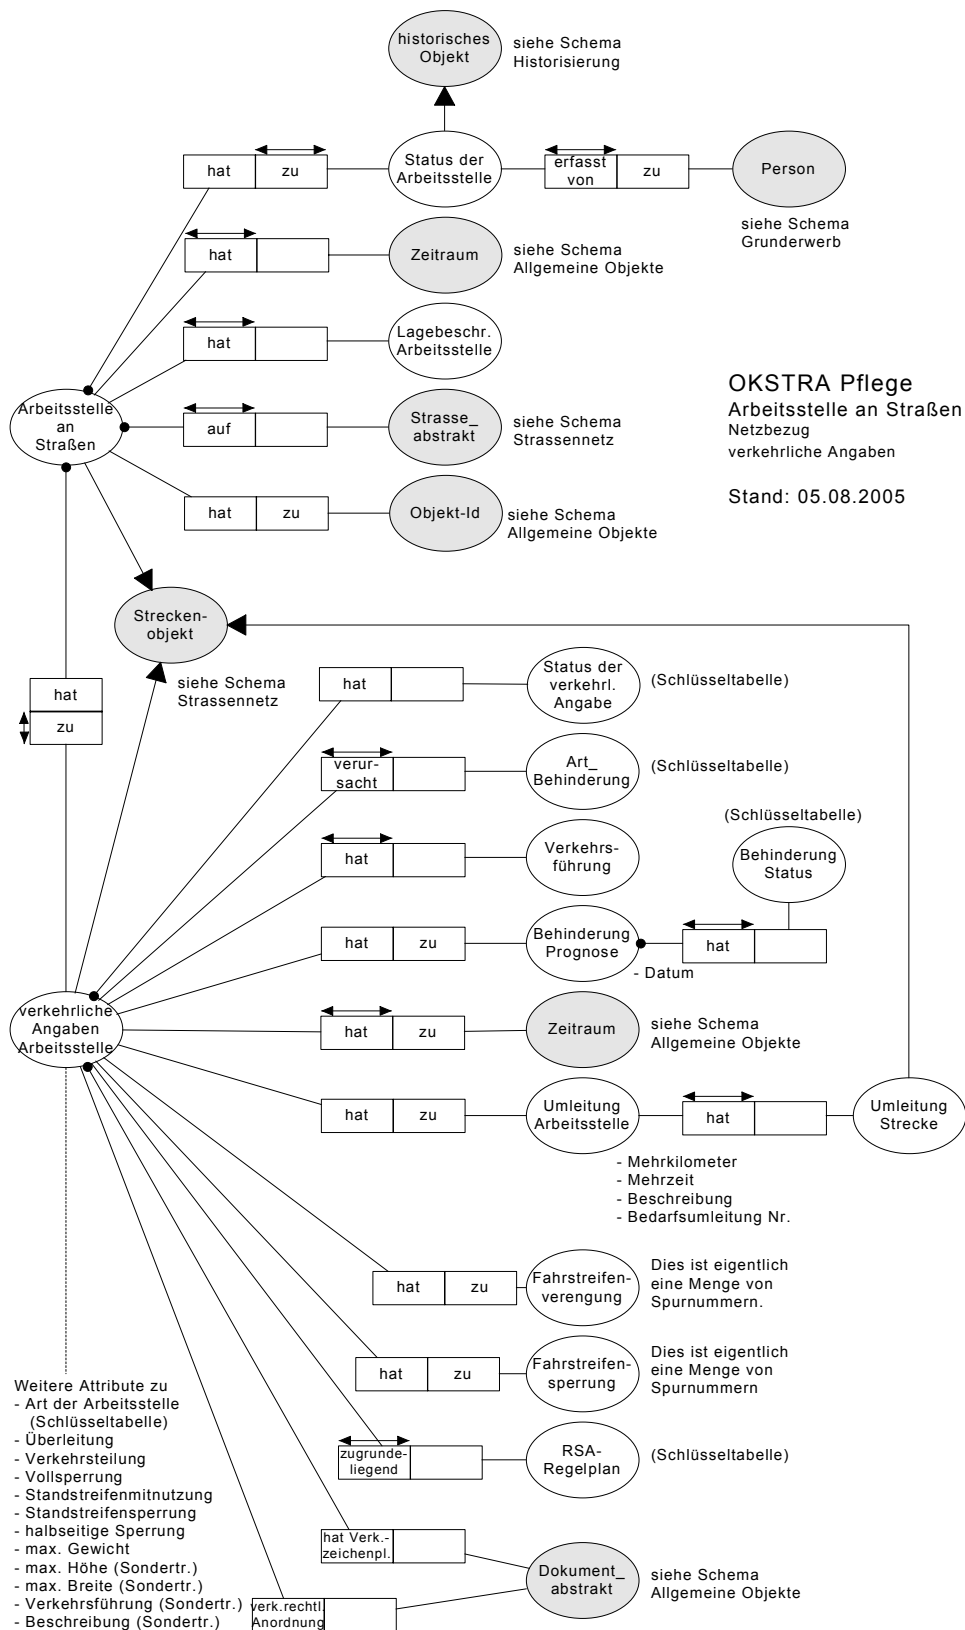 historisches
Objekt
siehe Schema
Historisierung
hat
zu
Status der
Arbeitsstelle
erfasst
von
zu
Person
siehe Schema
Grunderwerb
hat
Zeitraum
siehe Schema
Allgemeine Objekte
hat
Lagebeschr.
Arbeitsstelle
OKSTRA Pflege
Arbeitsstelle an Straßen
Netzbezug
verkehrliche Angaben
Stand: 05.08.2005
Arbeitsstelle
an
Straßen
auf
Strasse_
abstrakt
siehe Schema
Strassennetz
hat
zu
Objekt-Id
siehe Schema
Allgemeine Objekte
Strecken-
objekt
siehe Schema
Strassennetz
hat
zu
hat
Status der
verkehrl.
Angabe
(Schlüsseltabelle)
verur-
sacht
Art_
Behinderung
(Schlüsseltabelle)
hat
Verkehrs-
führung
(Schlüsseltabelle)
Behinderung
Status
hat
zu
Behinderung
Prognose
- Datum
hat
verkehrliche
Angaben
Arbeitsstelle
hat
zu
Zeitraum
siehe Schema
Allgemeine Objekte
hat
zu
Umleitung
Arbeitsstelle
hat
Umleitung
Strecke
- Mehrkilometer
- Mehrzeit
- Beschreibung
- Bedarfsumleitung Nr.
hat
zu
Fahrstreifen-
verengung
Dies ist eigentlich
eine Menge von
Spurnummern.
hat
zu
Fahrstreifen-
sperrung
Dies ist eigentlich
eine Menge von
Spurnummern
zugrunde-
liegend
RSA-
Regelplan
(Schlüsseltabelle)
hat Verk.-
zeichenpl.
Dokument_
abstrakt
siehe Schema
Allgemeine Objekte
verk.rechtl.
Anordnung
Weitere Attribute zu
- Art der Arbeitsstelle
(Schlüsseltabelle)
- Überleitung
- Verkehrsteilung
- Vollsperrung
- Standstreifenmitnutzung
- Standstreifensperrung
- halbseitige Sperrung
- max. Gewicht
- max. Höhe (Sondertr.)
- max. Breite (Sondertr.)
- Verkehrsführung (Sondertr.)
- Beschreibung (Sondertr.)